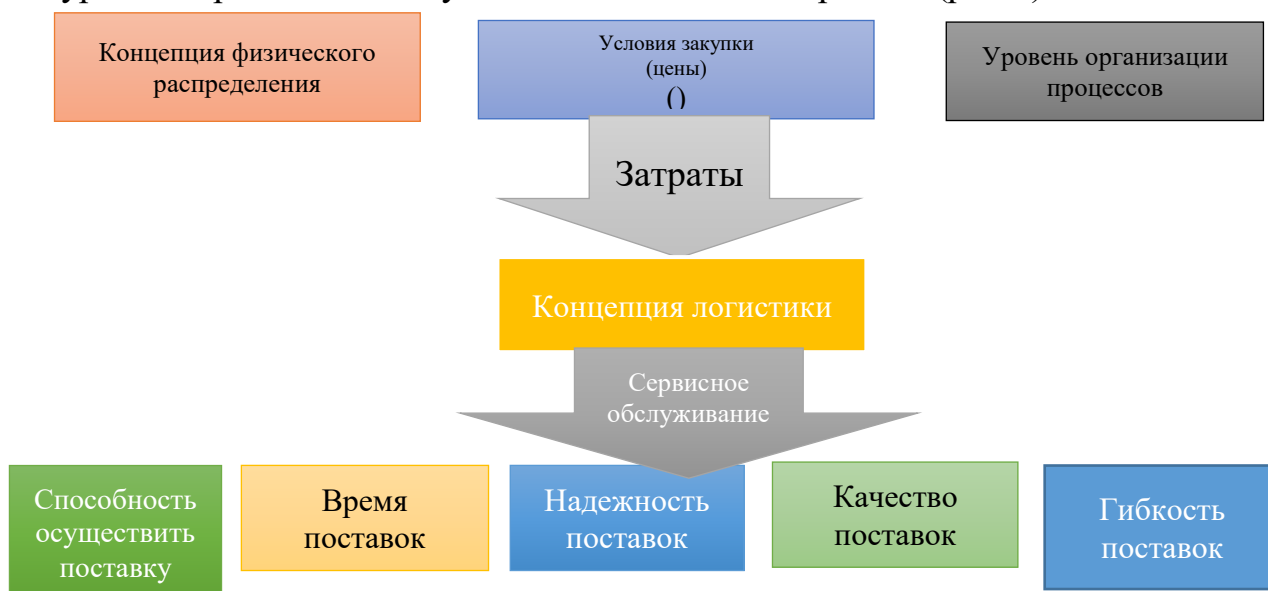 Концепция физического
распределения
Условия закупки
(цены)
()
Уровень организации
процессов
Затраты
Концепция логистики
Сервисное
обслуживание
Способность
осуществить
поставку
Время
поставок
Надежность
поставок
Качество
поставок
Гибкость
поставок